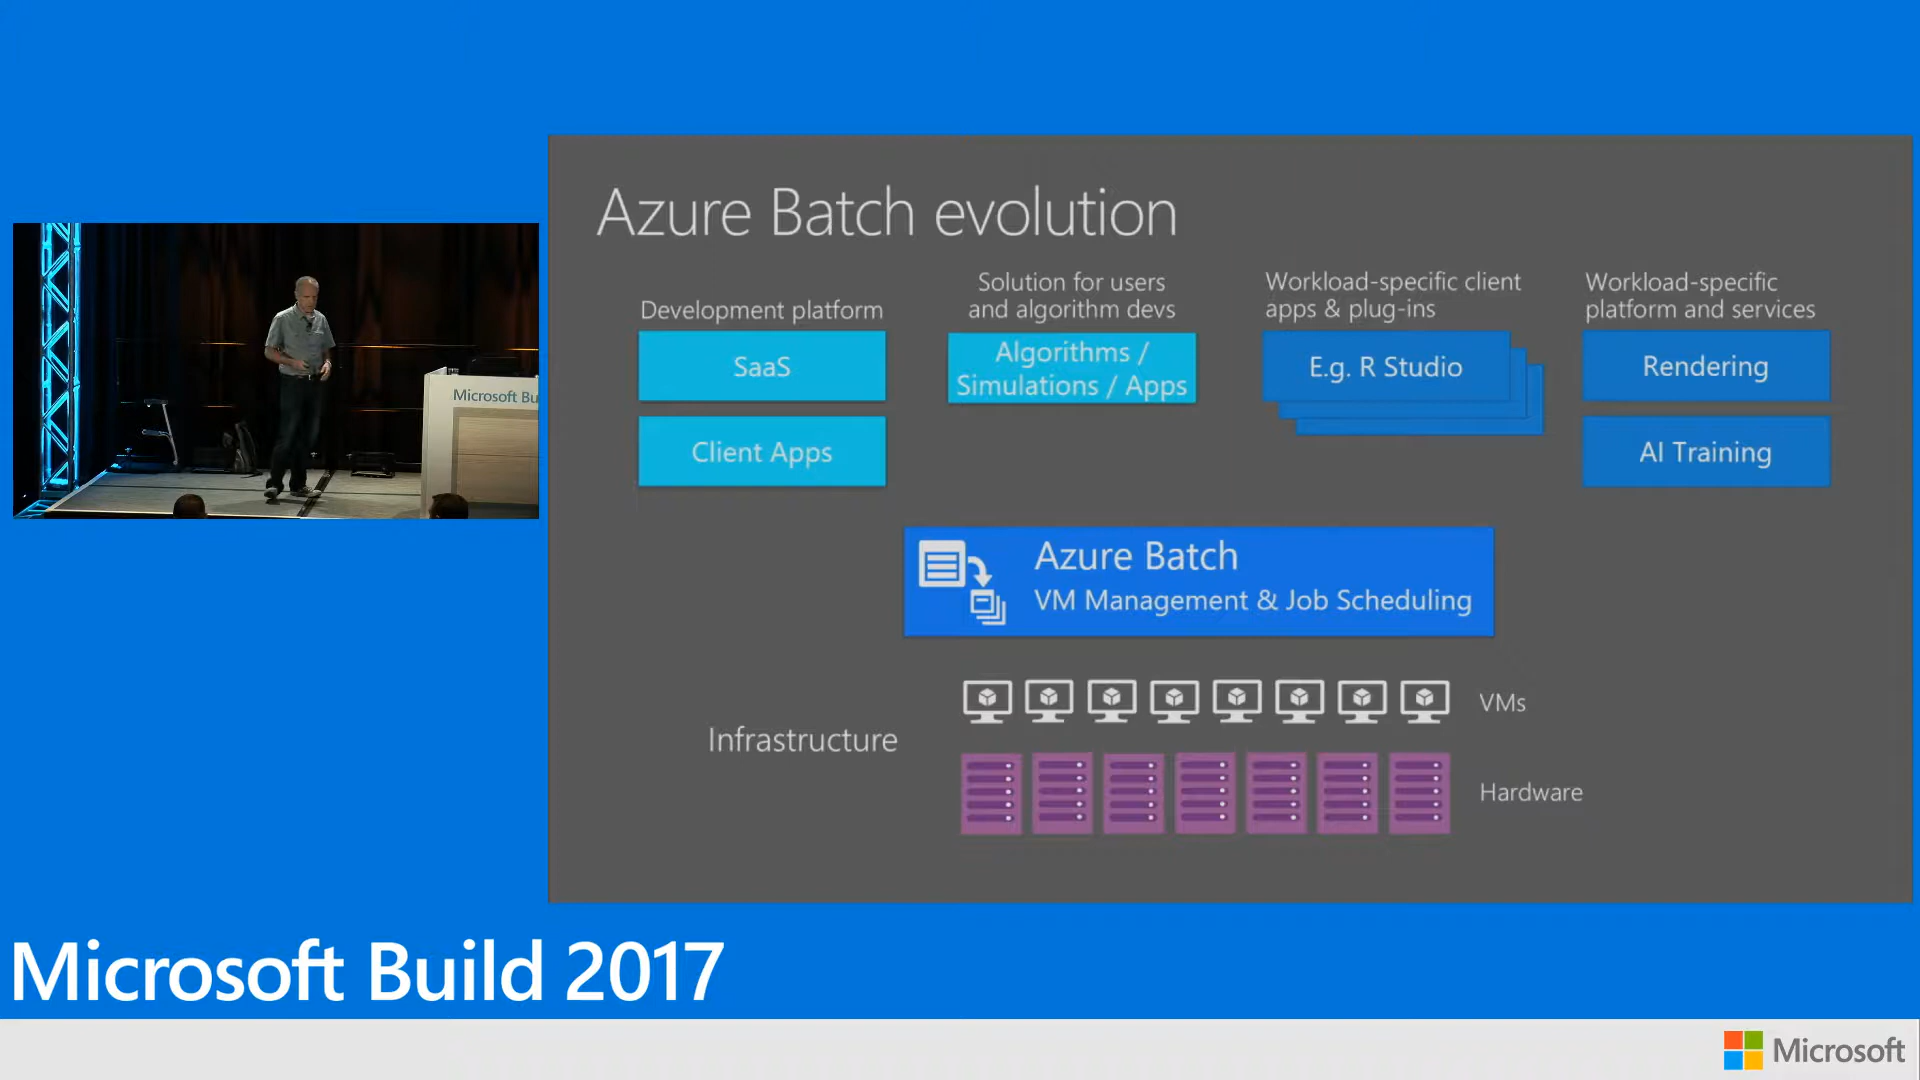 Azure Batch evolution
Development platform
SaaS
Client Apps
Solution for users
and algorithm devs
Algorithms /
Simulations / Apps
Workload-specific client
apps & plug-ins
E.g. R Studio
Workload-specific
platform and services
Rendering
AI Training
Azure Batch
VM Management & Job Scheduling
Infrastructure
VMs
Hardware
Microsoft Bu
Microsoft Build 2017
Microsoft